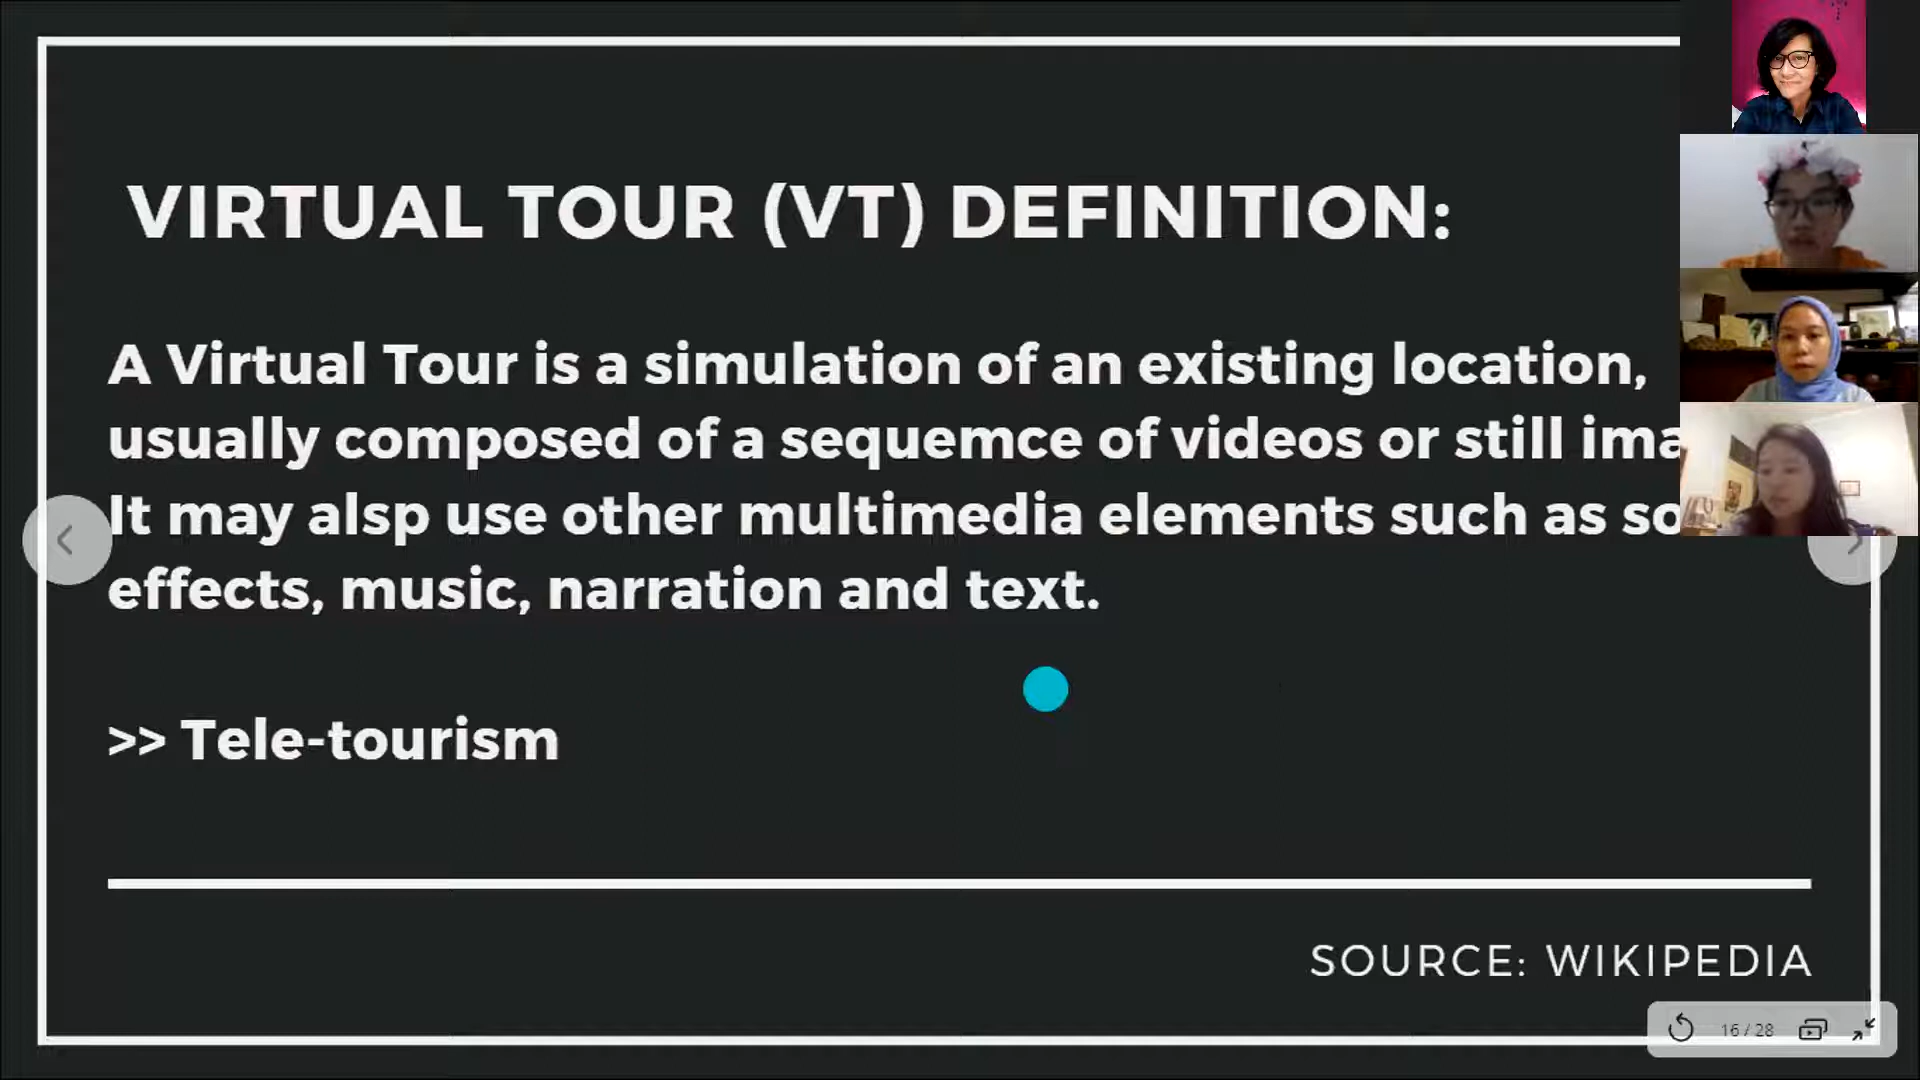 VIRTUAL TOUR (VT) DEFINITION:
A Virtual Tour is a simulation of an existing location,
usually composed of a sequemce of videos or still
It may alsp use other multimedia elements such as
effects, music, narration and text.
>> Tele-tourism
SOURCE: WIKIPEDIA
16 / 28